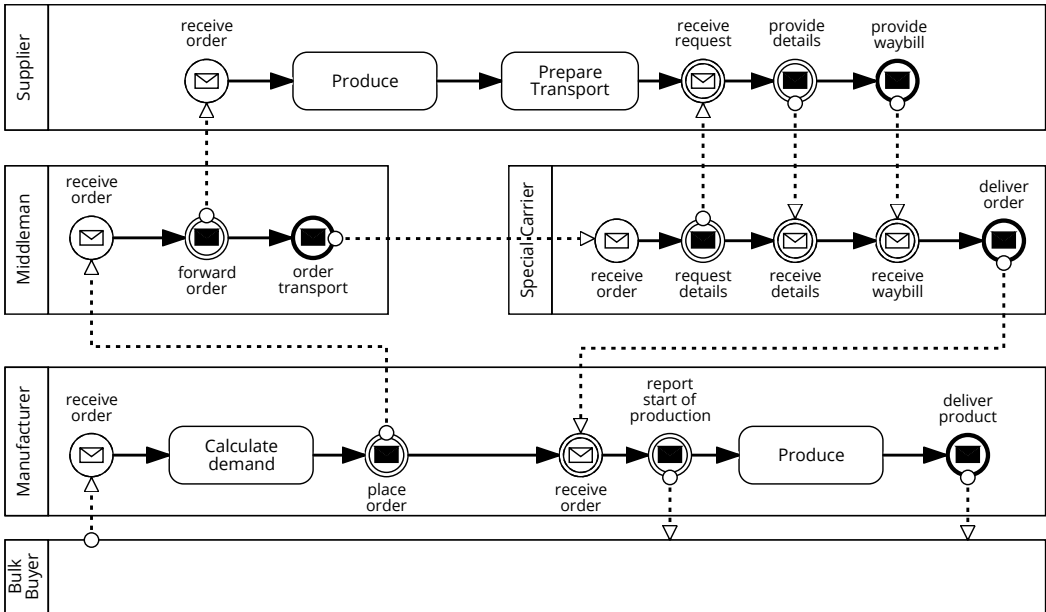 Supplier
receive
order
Produce
Prepare
Transport
receive
request
provide
details
provide
waybill
Middleman
receive
order
forward
order
order
transport
Special Carrier
receive
order
request
details
receive
details
receive
waybill
deliver
order
Manufacturer
receive
order
Calculate
demand
place
order
receive
order
report
start of
production
Produce
deliver
product
Bulk
Buyer